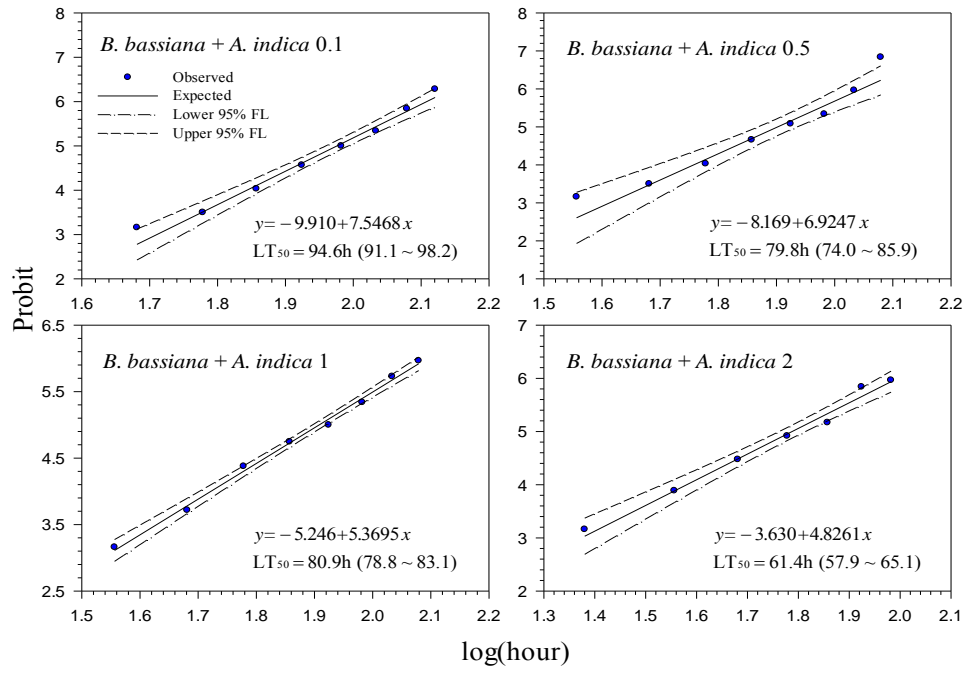 B. bassiana + A. indica 0.1
Observed
Expected
Lower 95% FL
Upper 95% FL
y= −9.910+7.5468 x
LT50 = 94.6h (91.1 ~ 98.2)
8
7
6
5
4
3
2
1.6 1.7 1.8 1.9 2.0 2.1 2.2
B. bassiana + A. indica 0.5
y= −8.169+6.9247 x
LT50 = 79.8h (74.0 ~ 85.9)
8
7
6
5
4
3
2
1
1.5 1.6 1.7 1.8 1.9 2.0 2.1 2.2
Probit
B. bassiana + A. indica 1
y= −5.246+5.3695 x
LT50 = 80.9h (78.8 ~ 83.1)
6.5
5.5
4.5
3.5
2.5
1.5 1.6 1.7 1.8 1.9 2.0 2.1 2.2
B. bassiana + A. indica 2
y= −3.630+4.8261 x
LT50 = 61.4h (57.9 ~ 65.1)
7
6
5
4
3
2
1.3 1.4 1.5 1.6 1.7 1.8 1.9 2.0 2.1
log(hour)